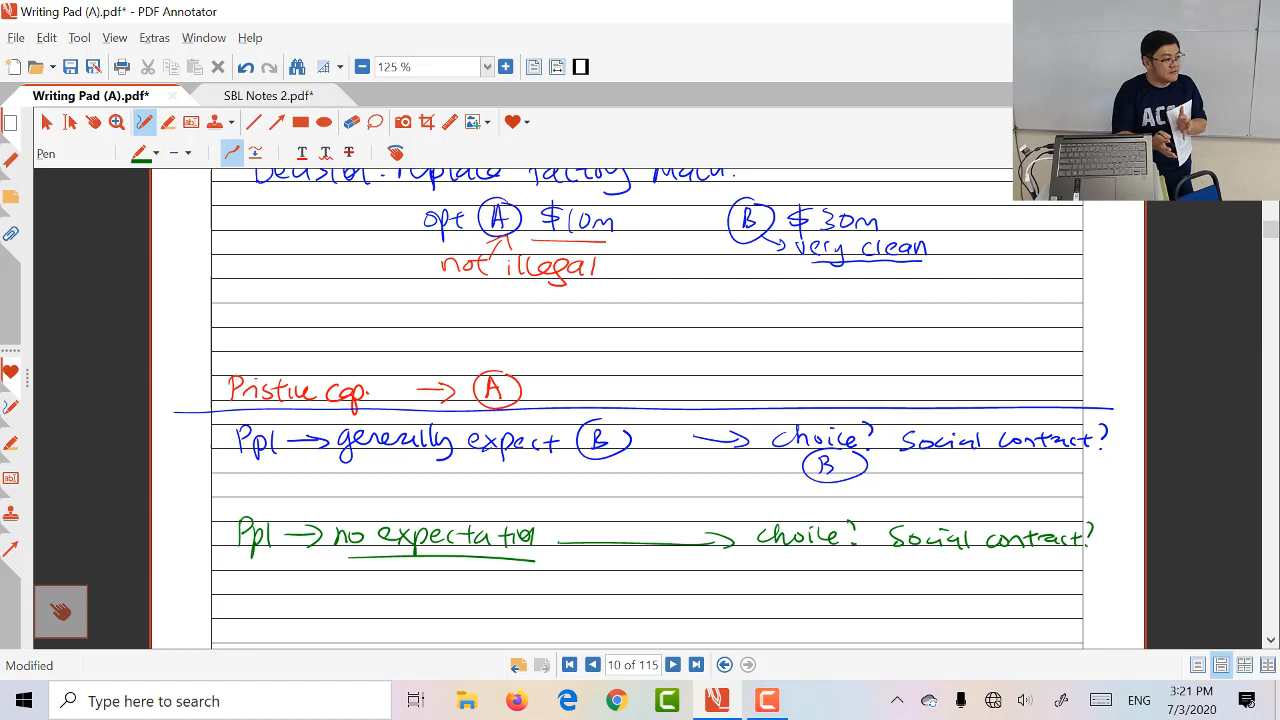 Writing Pad (A).pdf* - PDF Annotator
File Edit Tool View Extras Window Help
125 %
Writing Pad (A).pdf* SBL Notes 2.pdf*
Pen
Decision: replace factory Mach.
opt A $10m B $30m
not illegal very clean
Pristine cap. → A
Ppl → generally expect B → choice? Social contract?
B
Ppl → no expectation → choice? Social contract?
Modified 10 of 115
Type here to search ENG 3:21 PM
7/3/2020